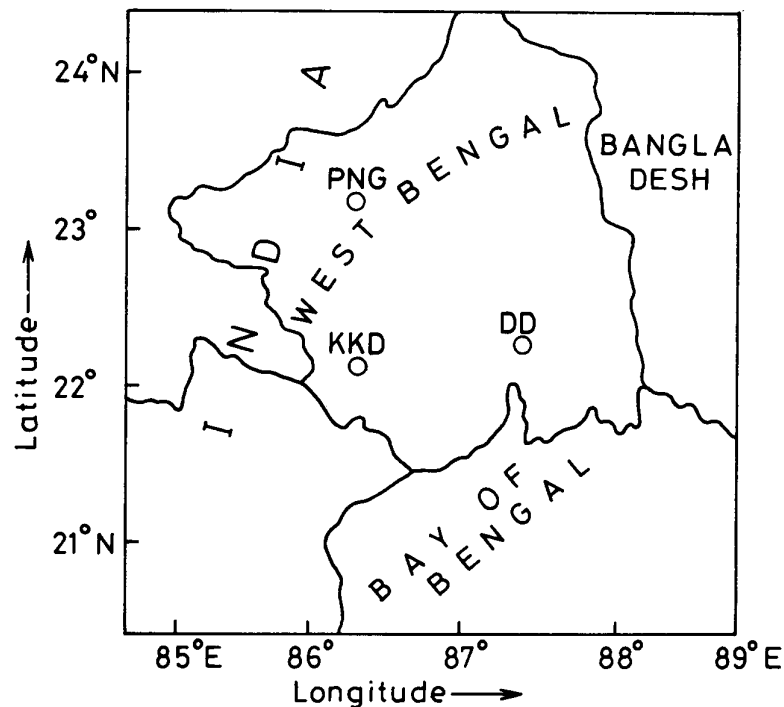 24°N
23°
22°
21°N
Latitude→
INDIA
WEST BENGAL
BANGLA
DESH
PNG
KKD
DD
BAY OF
BENGAL
85°E 86° 87° 88° 89°E
Longitude→